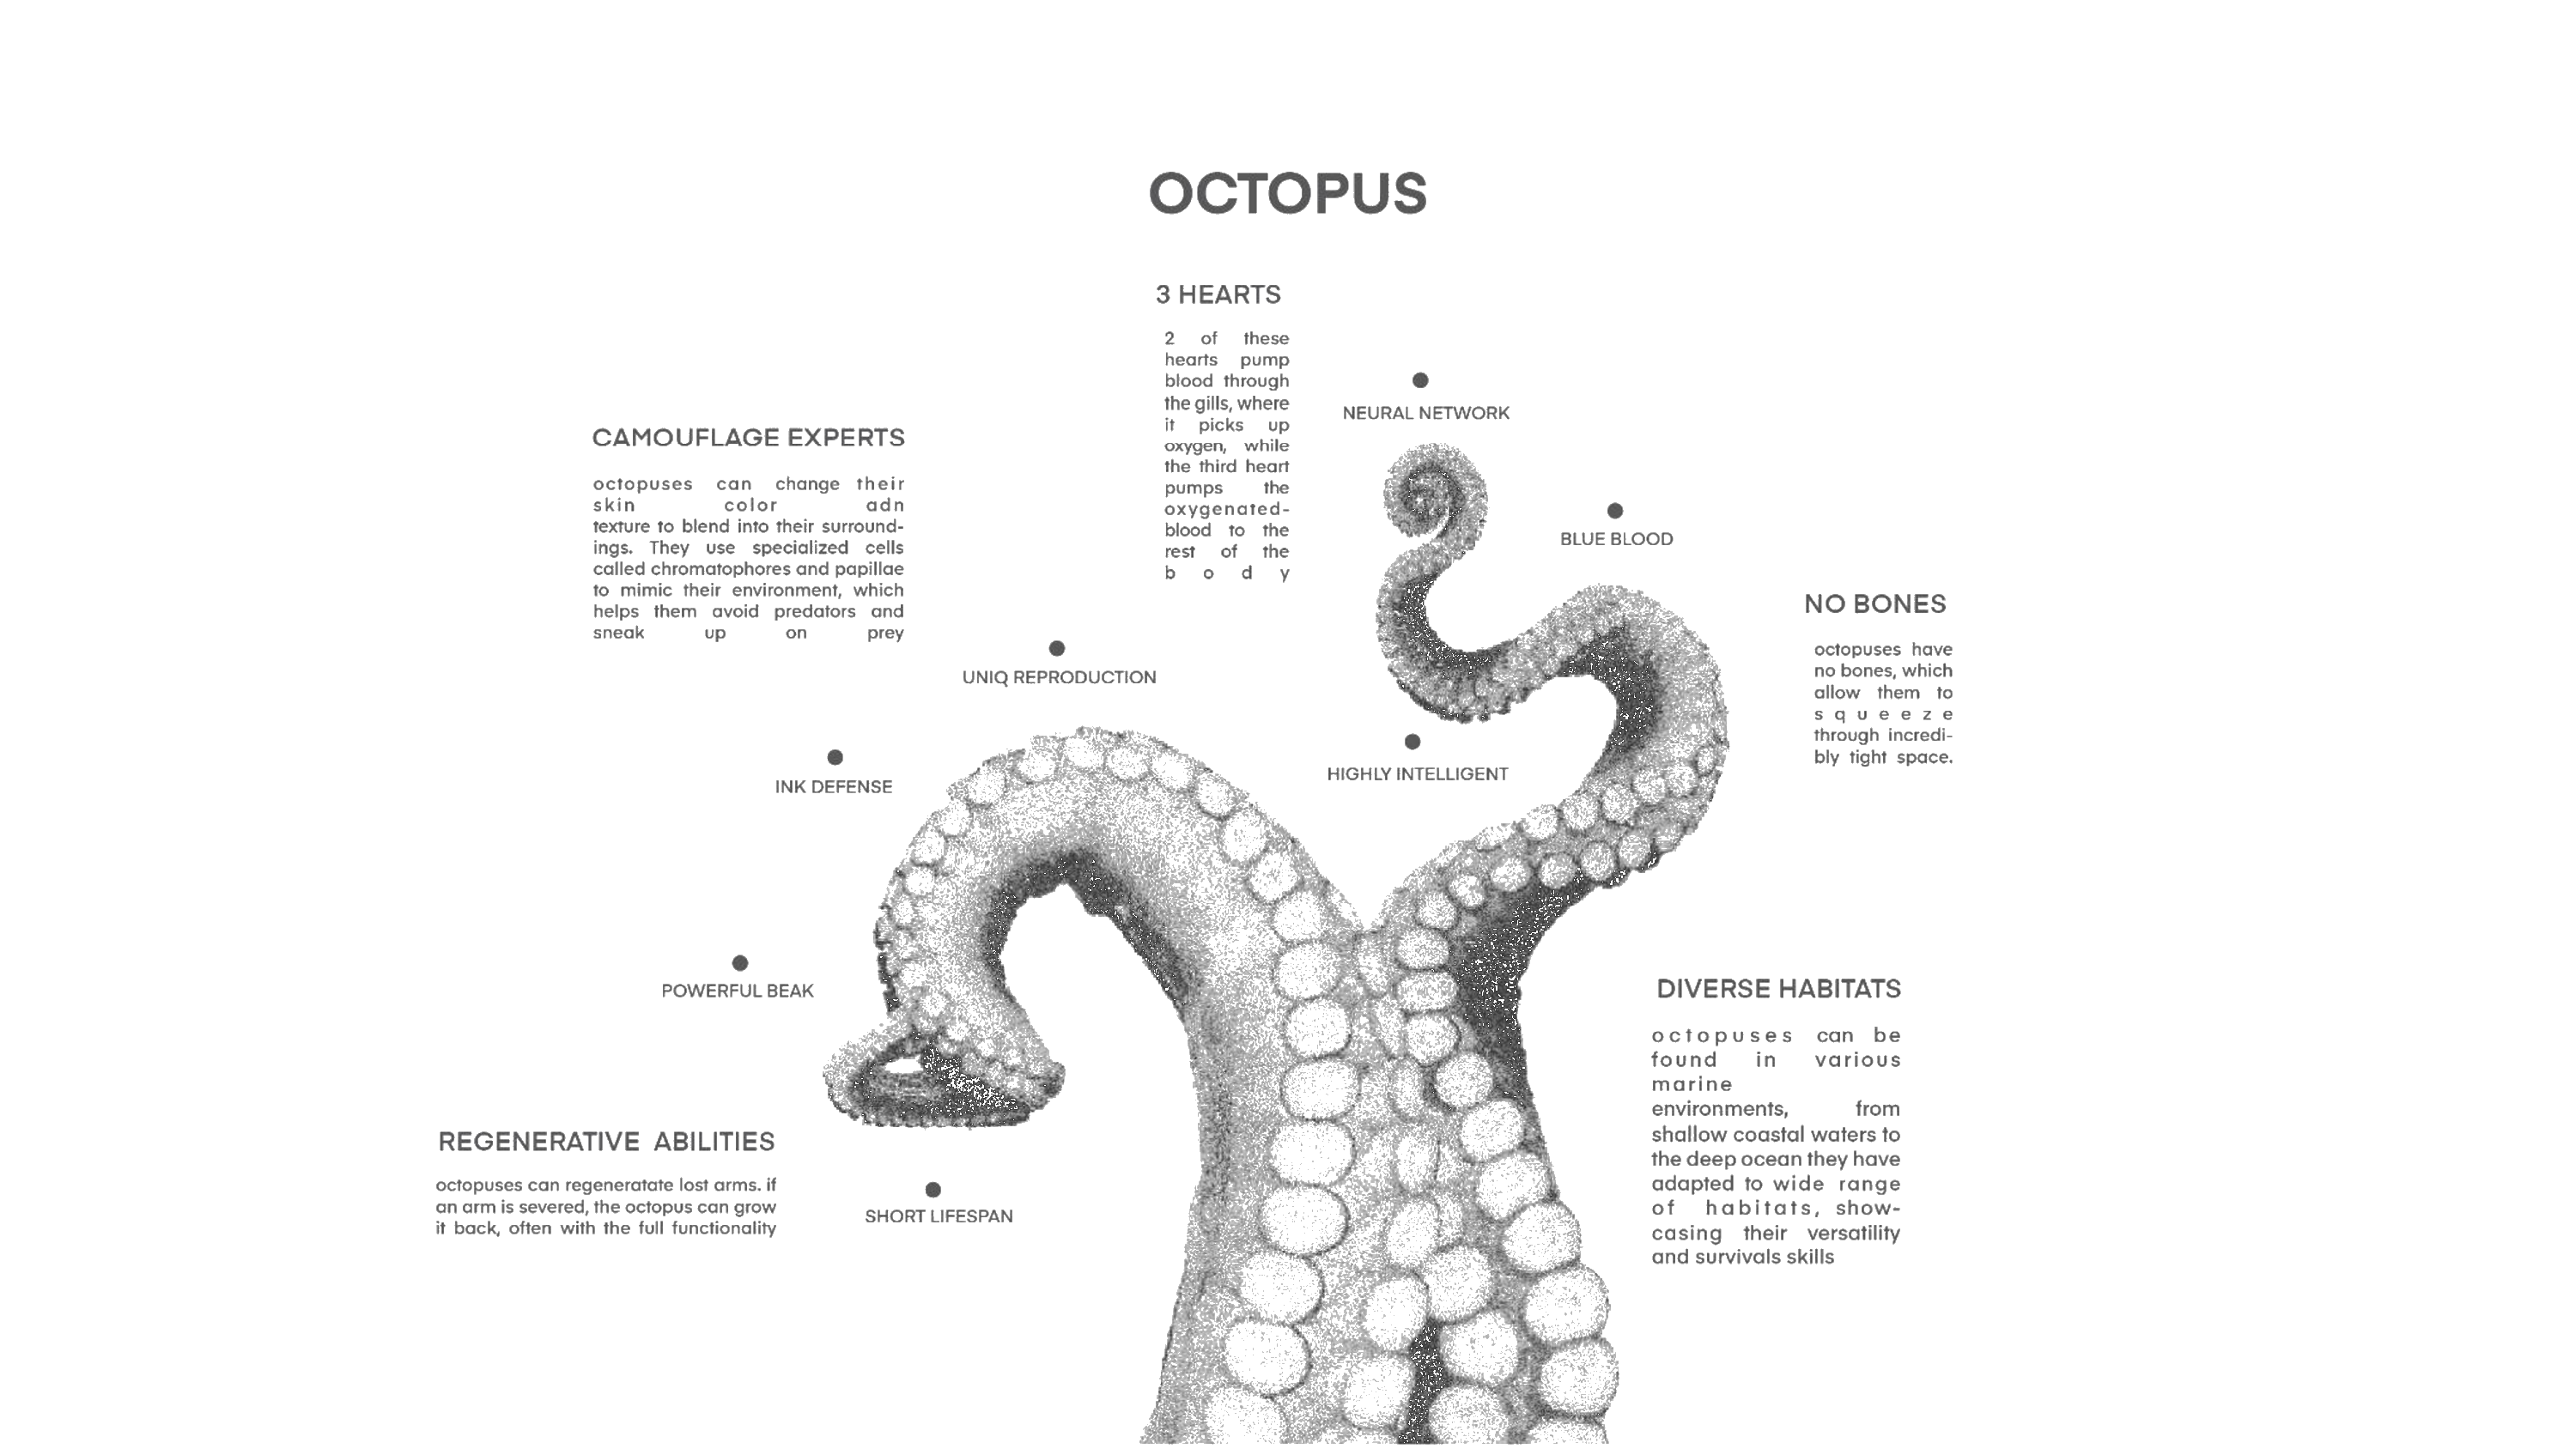 OCTOPUS
3 HEARTS
2 of these
hearts pump
blood through
the gills, where
it picks up
oxygen, while
the third heart
pumps the
oxygenated-
blood to the
rest of the
body
NEURAL NETWORK
CAMOUFLAGE EXPERTS
octopuses can change their
skin color adn
texture to blend into their surround-
ings. They use specialized cells
called chromatophores and papillae
to mimic their environment, which
helps them avoid predators and
sneak up on prey
BLUE BLOOD
NO BONES
octopuses have
no bones, which
allow them to
squeeze
through incredi-
bly tight space.
UNIQ REPRODUCTION
INK DEFENSE
HIGHLY INTELLIGENT
POWERFUL BEAK
DIVERSE HABITATS
octopuses can be
found in various
marine
environments, from
shallow coastal waters to
the deep ocean they have
adapted to wide range
of habitats, show-
casing their versatility
and survivals skills
REGENERATIVE ABILITIES
octopuses can regeneratate lost arms. if
an arm is severed, the octopus can grow
it back, often with the full functionality
SHORT LIFESPAN